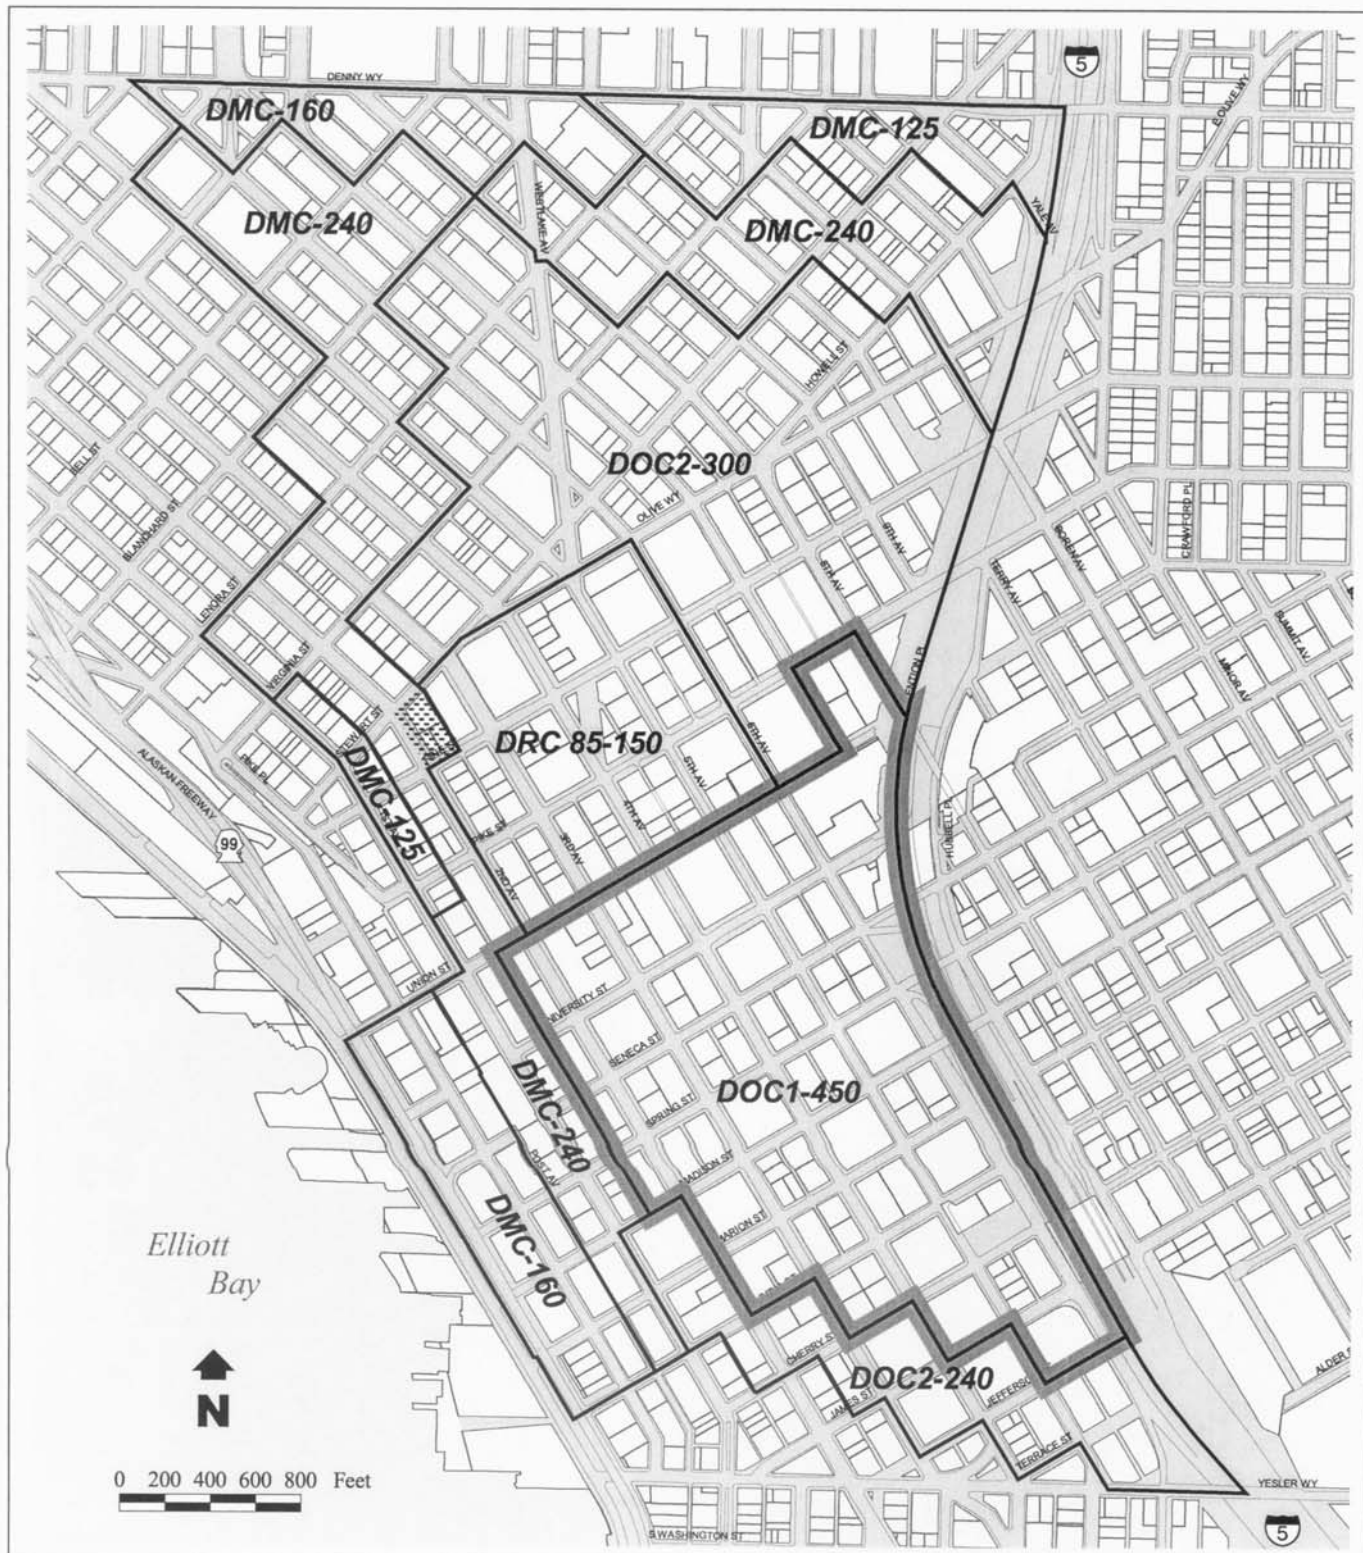 DENNY WY
5
BOUVE WY
DMC-160
DMC-125
DMC-240
WESTLAKE AV
DMC-240
YALE AV
HOWELL ST
DOC2-300
BELL ST
OLIVE WY
BLANCHARD ST
9TH AV
8TH AV
BOREN AV
TERRY AV
CRAWFORD PL
LENORA ST
SUMMIT AV
MINOR AV
VIRGINIA ST
STEWART ST
PIKE PL
ALASKAN FREEWAY
99
DRC 85-150
6TH AV
5TH AV
4TH AV
3RD AV
PIKE ST
2ND AV
DMC-125
HUBBELL PL
UNION ST
UNIVERSITY ST
SENECA ST
SPRING ST
MADISON ST
MARION ST
DMC-240
POST AV
DOC1-450
DMC-160
Elliott
Bay
N
CHERRY ST
JAMES ST
DOC2-240
TERRACE ST
YESLER WY
0 200 400 600 800 Feet
S WASHINGTON ST
5